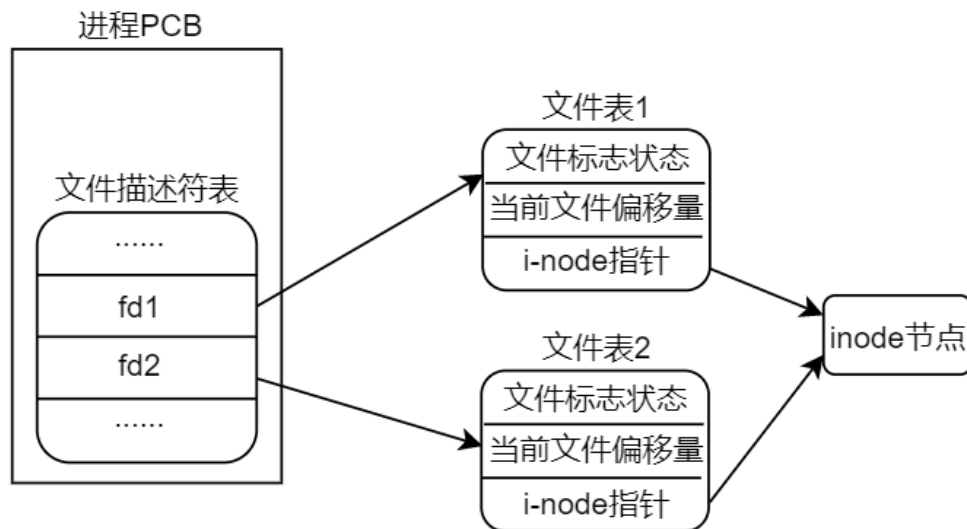 进程PCB
文件描述符表
......
fd1
fd2
......
文件表1
文件标志状态
当前文件偏移量
i-node指针
文件表2
文件标志状态
当前文件偏移量
i-node指针
inode节点